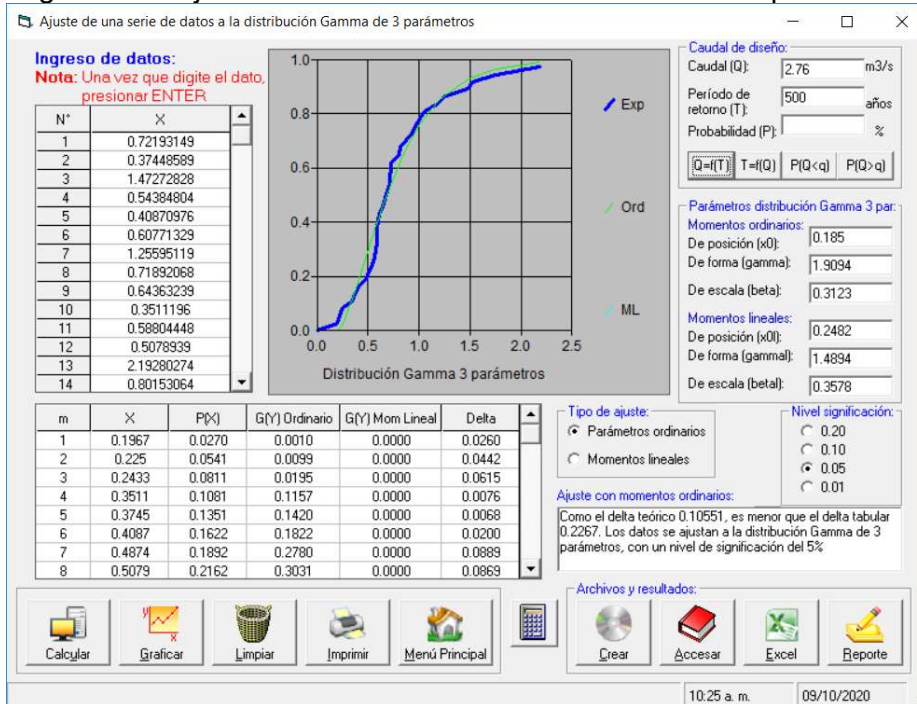 Ajuste de una serie de datos a la distribución Gamma de 3 parámetros
Ingreso de datos:
Nota: Una vez que digite el dato,
presionar ENTER
N° X
1 0.72193149
2 0.37448589
3 1.47272828
4 0.54384804
5 0.40870976
6 0.60771329
7 1.25595119
8 0.71892068
9 0.64363239
10 0.3511196
11 0.58804448
12 0.5078939
13 2.19280274
14 0.80153064
1.0
0.8
0.6
0.4
0.2
0.0
0.0 0.5 1.0 1.5 2.0 2.5
Distribución Gamma 3 parámetros
Exp
Ord
ML
Caudal de diseño:
Caudal (Q): 2.76 m3/s
Período de
retorno (T): 500 años
Probabilidad (P): %
Q=f(T) T=f(Q) P(Q<q) P(Q>q)
Parámetros distribución Gamma 3 par:
Momentos ordinarios:
De posición (x0): 0.185
De forma (gamma): 1.9094
De escala (beta): 0.3123
Momentos lineales:
De posición (x0l): 0.2482
De forma (gammal): 1.4894
De escala (betal): 0.3578
m X P(X) G(Y) Ordinario G(Y) Mom Lineal Delta
1 0.1967 0.0270 0.0010 0.0000 0.0260
2 0.225 0.0541 0.0099 0.0000 0.0442
3 0.2433 0.0811 0.0195 0.0000 0.0615
4 0.3511 0.1081 0.1157 0.0000 0.0076
5 0.3745 0.1351 0.1420 0.0000 0.0068
6 0.4087 0.1622 0.1822 0.0000 0.0200
7 0.4874 0.1892 0.2780 0.0000 0.0889
8 0.5079 0.2162 0.3031 0.0000 0.0869
Tipo de ajuste:
Parámetros ordinarios
Momentos lineales
Nivel significación:
0.20
0.10
0.05
0.01
Ajuste con momentos ordinarios:
Como el delta teórico 0.10551, es menor que el delta tabular
0.2267. Los datos se ajustan a la distribución Gamma de 3
parámetros, con un nivel de significación del 5%
Calcular Graficar Limpiar Imprimir Menú Principal
Archivos y resultados:
Crear Accesar Excel Reporte
10:25 a. m. 09/10/2020